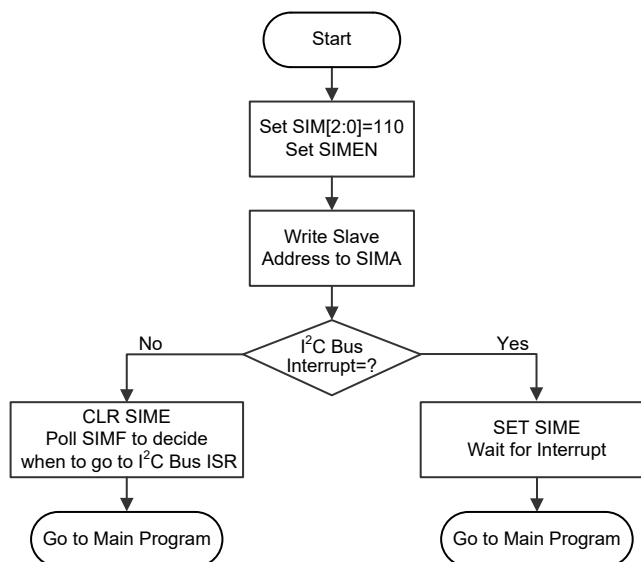 Start
Set SIM[2:0]=110
Set SIMEN
Write Slave
Address to SIMA
I²C Bus
Interrupt=?
No
Yes
CLR SIME
Poll SIMF to decide
when to go to I²C Bus ISR
SET SIME
Wait for Interrupt
Go to Main Program
Go to Main Program